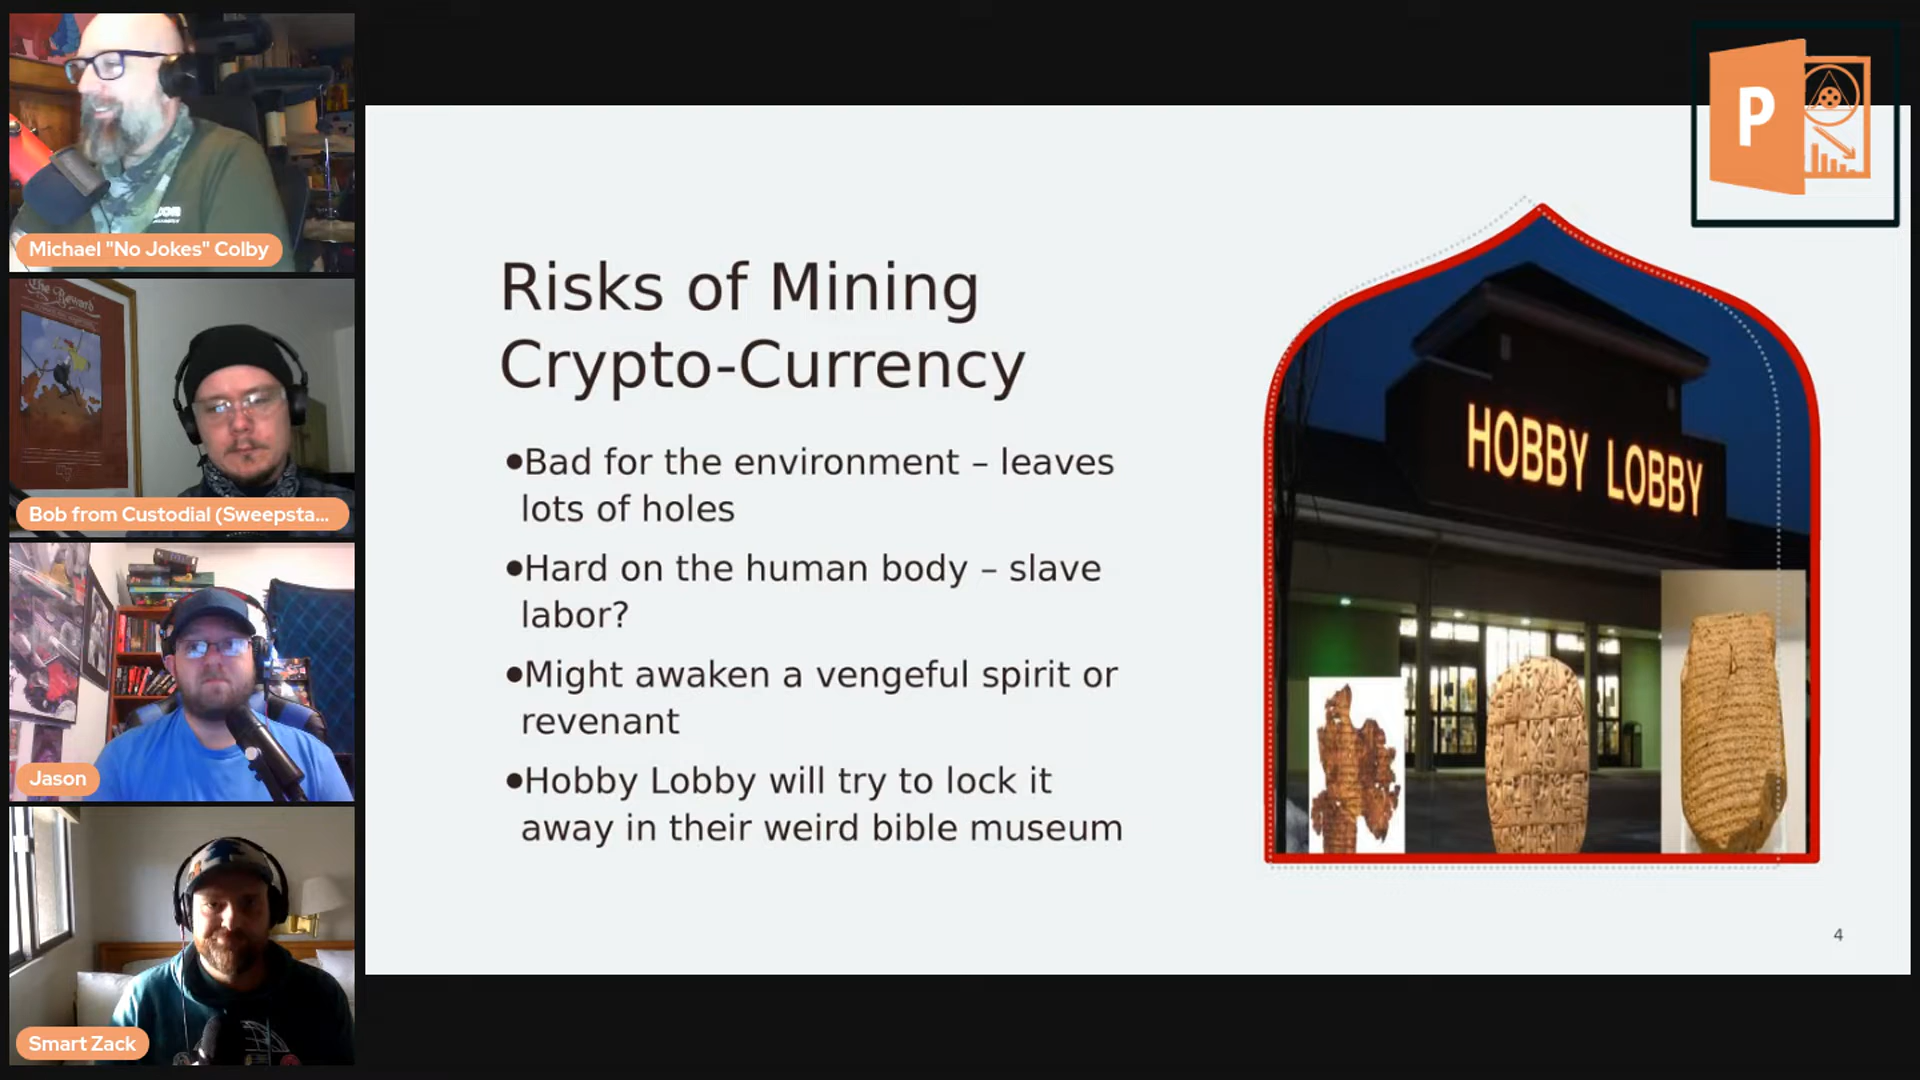 The Reward
Michael "No Jokes" Colby
Bob from Custodial (Sweepsta...
Jason
Smart Zack
P
Risks of Mining
Crypto-Currency
●Bad for the environment – leaves
lots of holes
●Hard on the human body – slave
labor?
●Might awaken a vengeful spirit or
revenant
●Hobby Lobby will try to lock it
away in their weird bible museum
HOBBY LOBBY
4